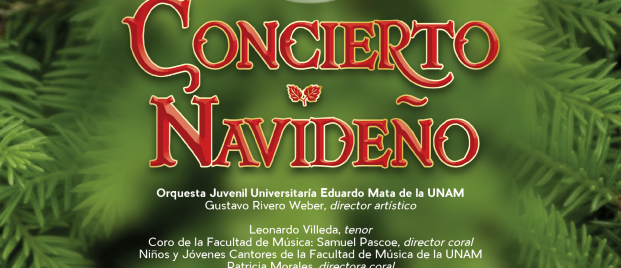 CONCIERTO
NAVIDEÑO
Orquesta Juvenil Universitaría Eduardo Mata de la UNAM
Gustavo Rivero Weber, director artístico
Leonardo Villeda, tenor
Coro de la Facultad de Música: Samuel Pascoe, director coral
Niños y Jóvenes Cantores de la Facultad de Música de la UNAM
Patricia Morales, directora coral